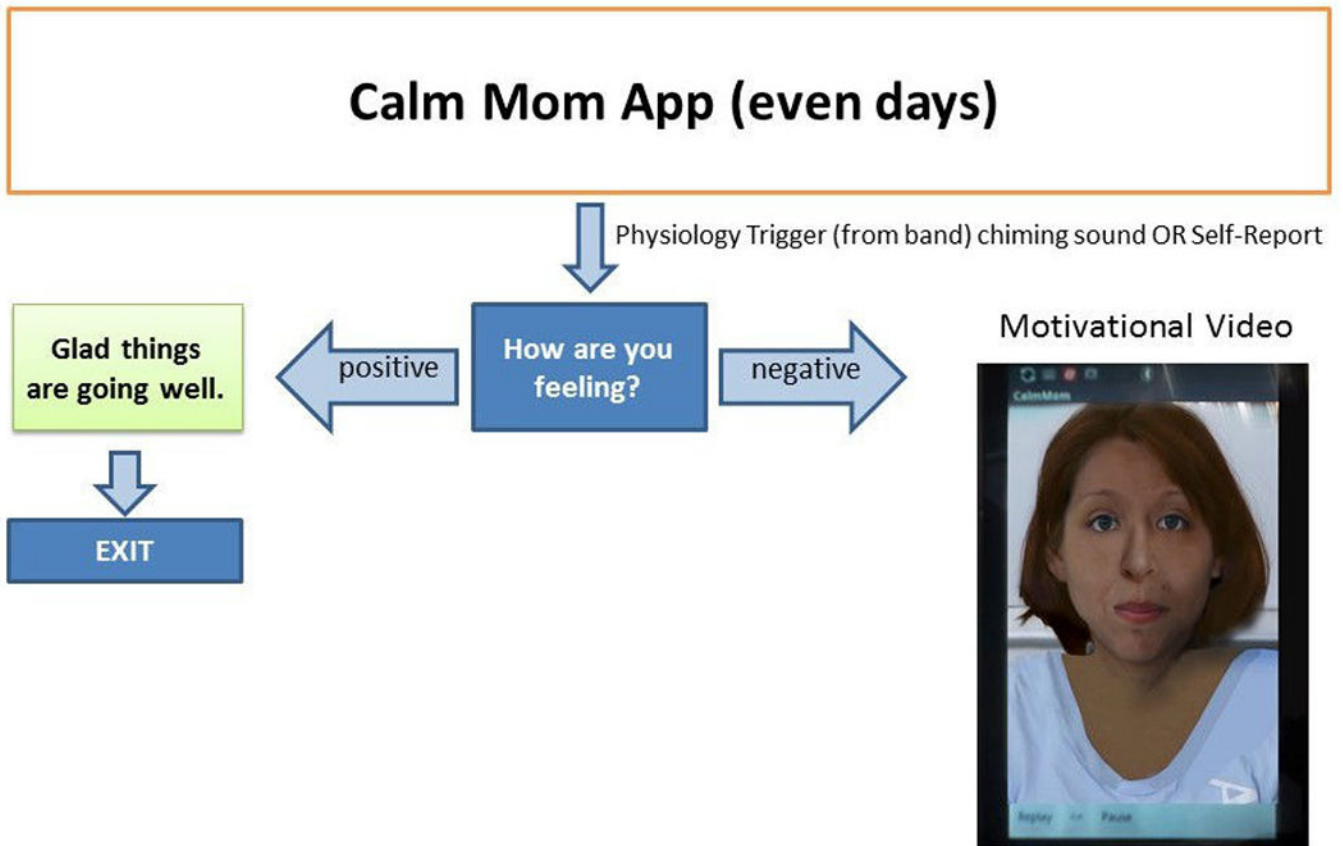 Calm Mom App (even days)
Physiology Trigger (from band) chiming sound OR Self-Report
Glad things
are going well.
positive
How are you
feeling?
negative
Motivational Video
EXIT
CalmMom
Replay
Pause